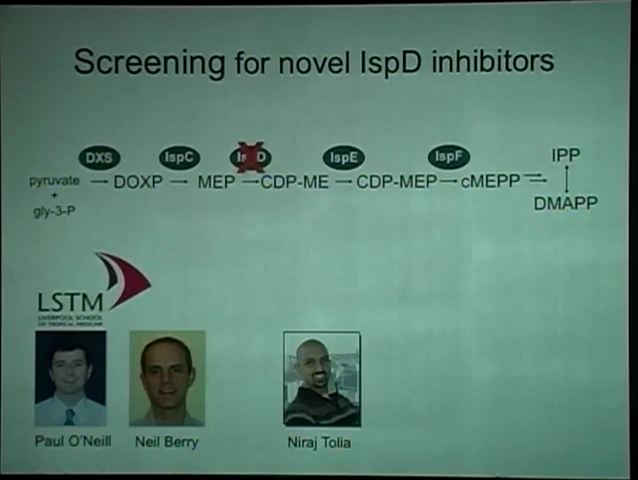 Screening for novel IspD inhibitors
DXS IspC IspD IspE IspF
pyruvate + gly-3-P → DOXP → MEP → CDP-ME → CDP-MEP → cMEPP IPP DMAPP
LSTM
LIVERPOOL SCHOOL
OF TROPICAL MEDICINE
Paul O'Neill Neil Berry Niraj Tolia